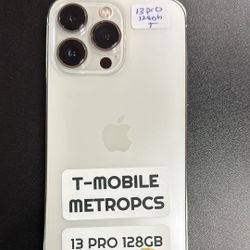 13 PRO
128gb
T
T-MOBILE
METROPCS
13 PRO 128GB